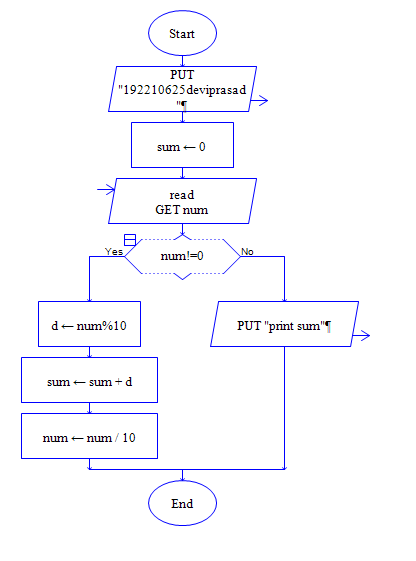 Start
PUT
"192210625deviprasad
"¶
sum ← 0
read
GET num
num!=0
Yes
No
d ← num%10
PUT "print sum"¶
sum ← sum + d
num ← num / 10
End